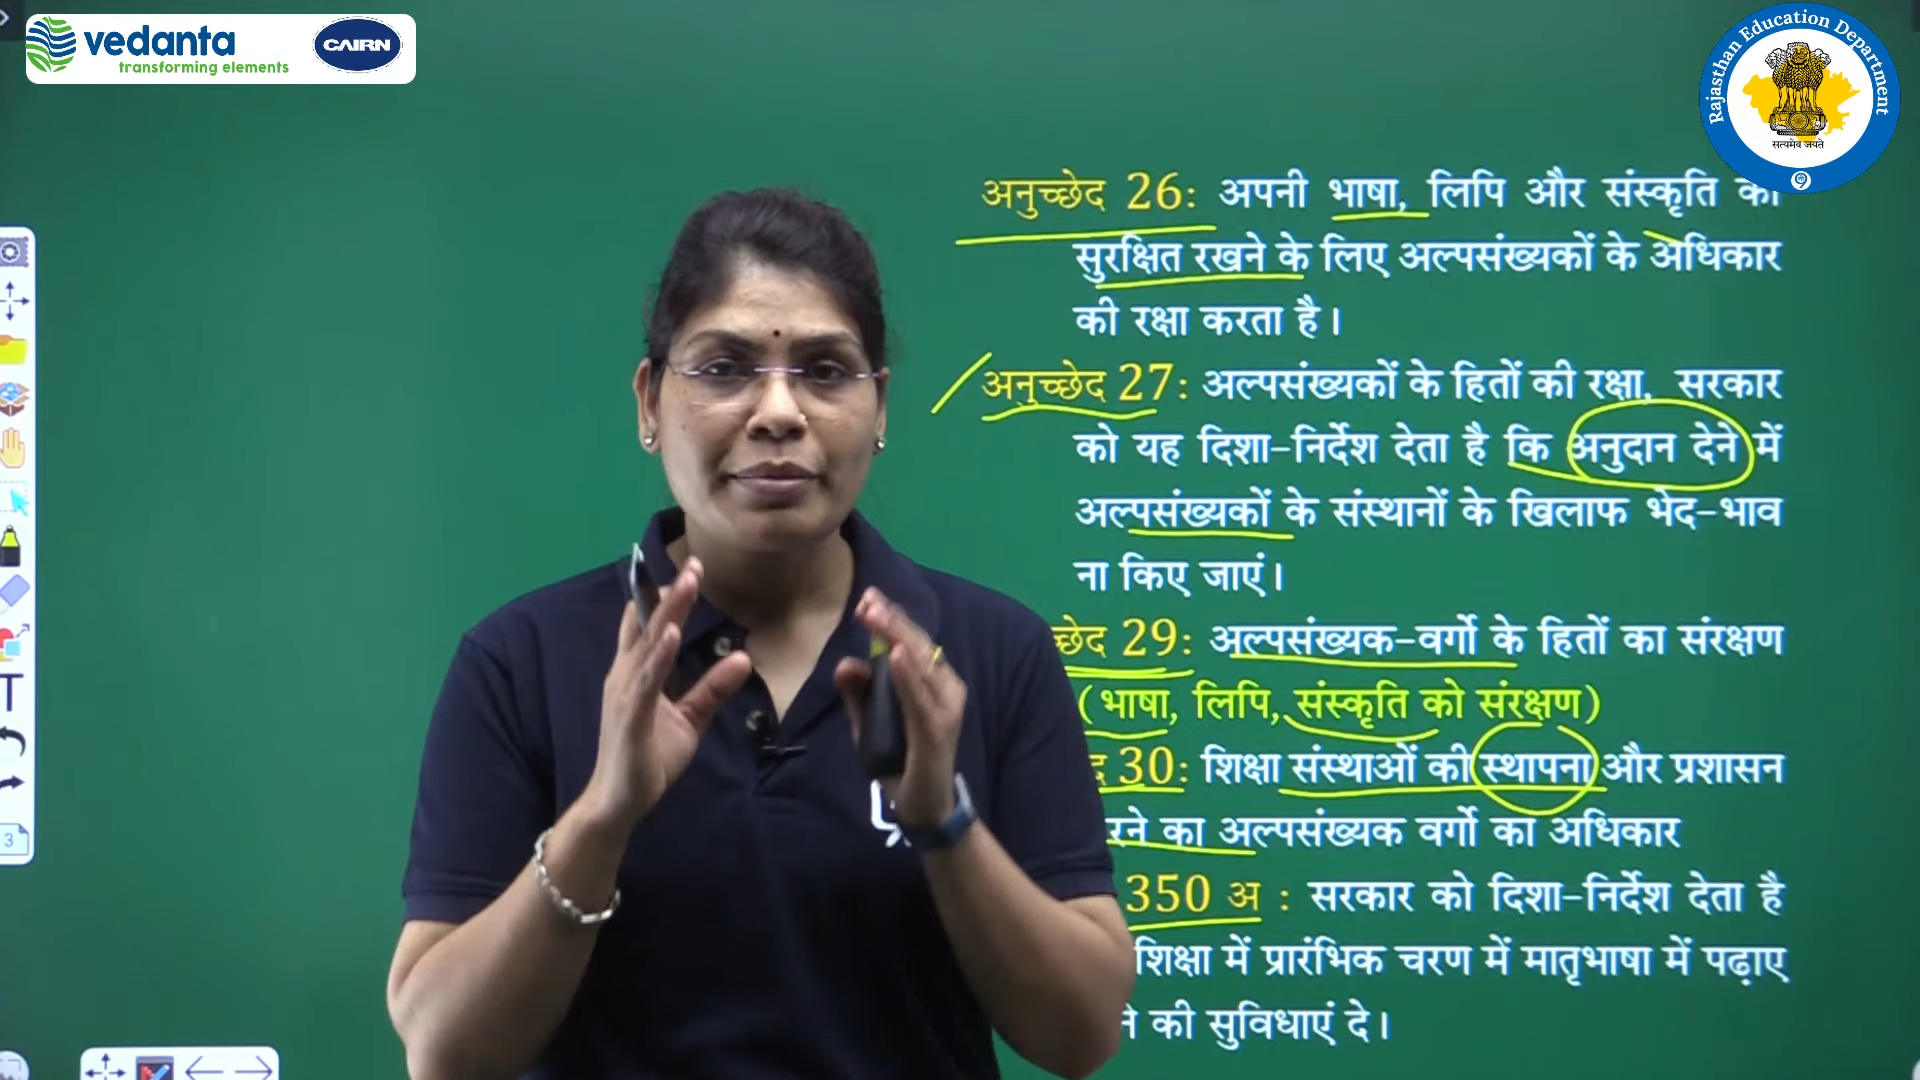 vedanta
transforming elements
CAIRN
Rajasthan Education Department
सत्यमेव जयते
अनुच्छेद 26: अपनी भाषा, लिपि और संस्कृति को
सुरक्षित रखने के लिए अल्पसंख्यकों के अधिकार
की रक्षा करता है।
अनुच्छेद 27: अल्पसंख्यकों के हितों की रक्षा, सरकार
को यह दिशा-निर्देश देता है कि अनुदान देने में
अल्पसंख्यकों के संस्थानों के खिलाफ भेद-भाव
ना किए जाएं।
च्छेद 29: अल्पसंख्यक-वर्गो के हितों का संरक्षण
(भाषा, लिपि, संस्कृति को संरक्षण)
द 30: शिक्षा संस्थाओं की स्थापना और प्रशासन
रने का अल्पसंख्यक वर्गो का अधिकार
350 अ : सरकार को दिशा-निर्देश देता है
शिक्षा में प्रारंभिक चरण में मातृभाषा में पढ़ाए
ने की सुविधाएं दे।
T
3